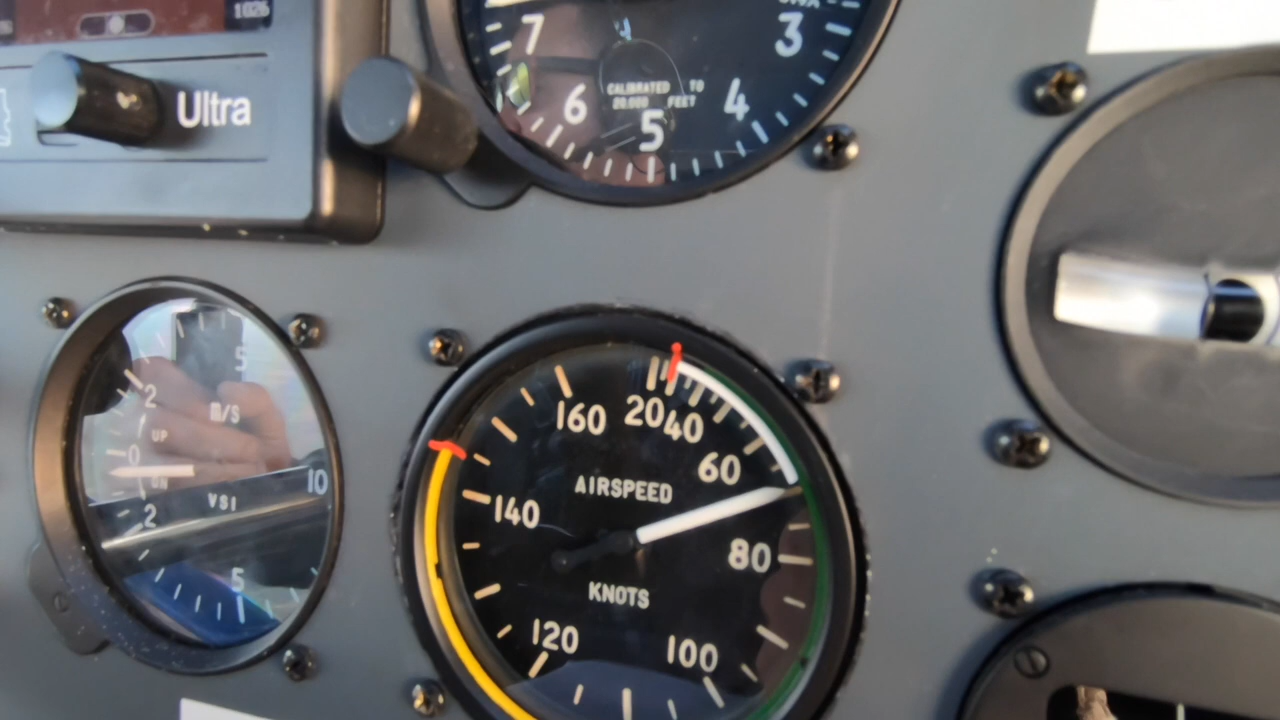 1026
Ultra
7
3
6
CALIBRATED TO
20.000 FEET
4
5
5
2
M/S
UP
0
DN
10
VSI
2
5
160
20
40
60
AIRSPEED
140
80
KNOTS
120
100